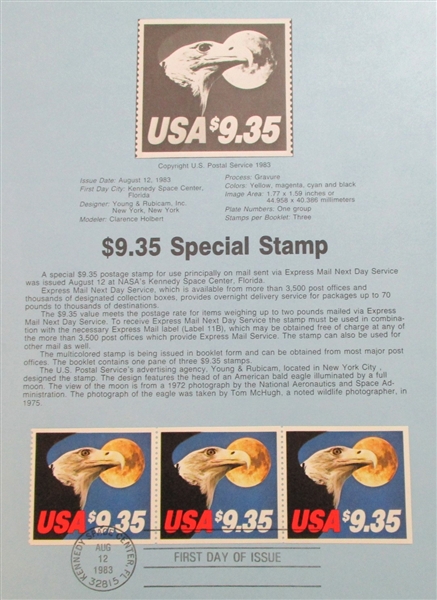 USA $9.35
Copyright U.S. Postal Service 1983
Issue Date: August 12, 1983
First Day City: Kennedy Space Center,
Florida
Designer: Young & Rubicam, Inc.
New York, New York
Modeler: Clarence Holbert
Process: Gravure
Colors: Yellow, magenta, cyan and black
Image Area: 1.77 x 1.59 inches or
44.958 x 40.386 millimeters
Plate Numbers: One group
Stamps per Booklet: Three
$9.35 Special Stamp
A special $9.35 postage stamp for use principally on mail sent via Express Mail Next Day Service
was issued August 12 at NASA's Kennedy Space Center, Florida.
Express Mail Next Day Service, which is available from more than 3,500 post offices and
thousands of designated collection boxes, provides overnight delivery service for packages up to 70
pounds to thousands of destinations.
The $9.35 value meets the postage rate for items weighing up to two pounds mailed via Express
Mail Next Day Service. To receive Express Mail Next Day Service the stamp must be used in combina-
tion with the necessary Express Mail label (Label 11B), which may be obtained free of charge at any of
the more than 3,500 post offices which provide Express Mail Service. The stamp can also be used for
other mail as well.
The multicolored stamp is being issued in booklet form and can be obtained from most major post
offices. The booklet contains one pane of three $9.35 stamps.
The U.S. Postal Service's advertising agency, Young & Rubicam, located in New York City
designed the stamp. The design features the head of an American bald eagle illuminated by a full
moon. The view of the moon is from a 1972 photograph by the National Aeronautics and Space Ad-
ministration. The photograph of the eagle was taken by Tom McHugh, a noted wildlife photographer, in
1975.
USA $9.35 USA $9.35 USA $9.35
KENNEDY SPACE CENTER, FL
AUG
12
1983
32815
FIRST DAY OF ISSUE